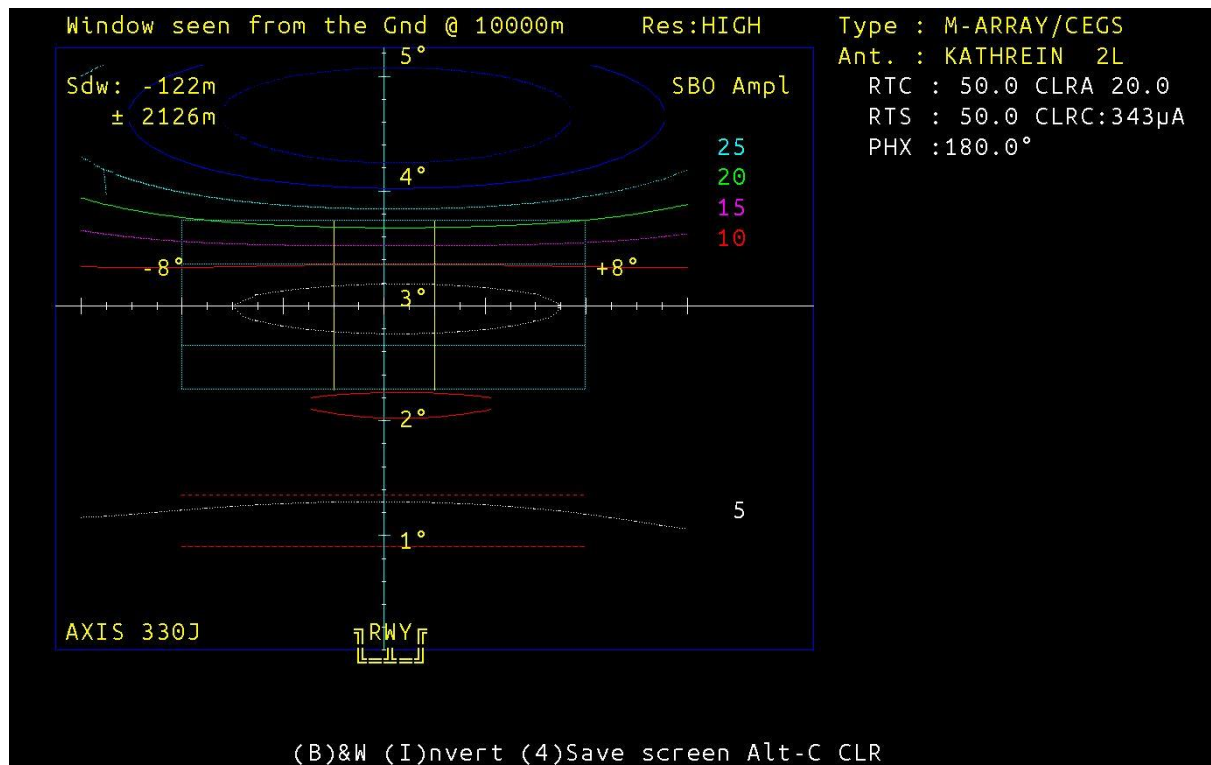 Window seen from the Gnd @ 10000m Res:HIGH
Type : M-ARRAY/CEGS
Ant. : KATHREIN 2L
RTC : 50.0 CLRA 20.0
RTS : 50.0 CLRC:343µA
PHX :180.0°
5°
Sdw: -122m
± 2126m
SBO Ampl
25
4°
20
15
10
-8°
+8°
3°
2°
5
1°
AXIS 330J
RWY
(B)&W (I)nvert (4)Save screen Alt-C CLR